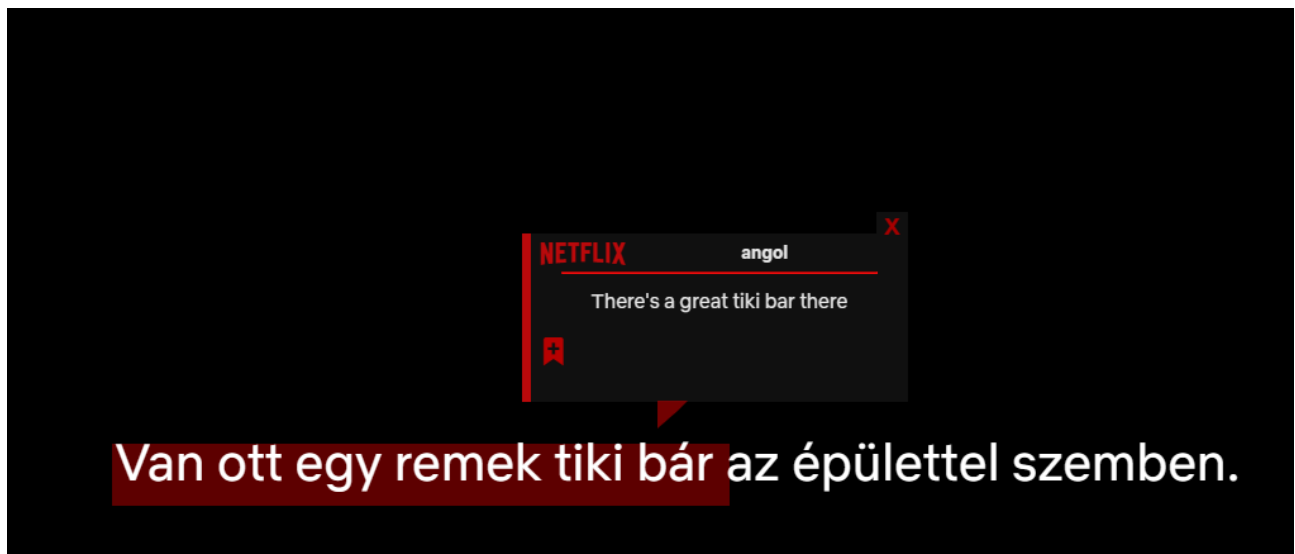 X
NETFLIX angol
There's a great tiki bar there
Van ott egy remek tiki bár az épülettel szemben.